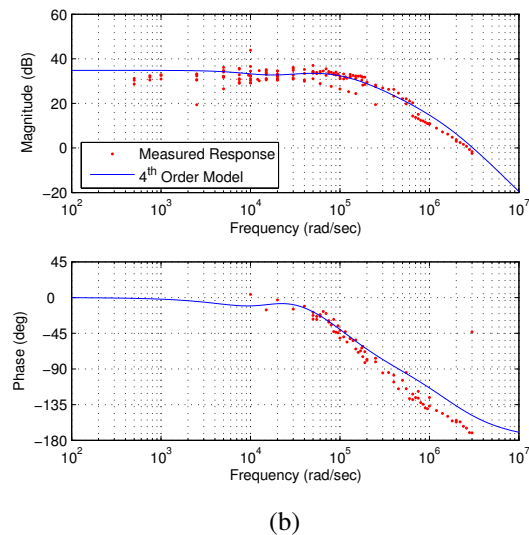 60
40
20
0
−20
Magnitude (dB)
Measured Response
4th Order Model
10^2 10^3 10^4 10^5 10^6 10^7
Frequency (rad/sec)
45
0
−45
−90
−135
−180
Phase (deg)
10^2 10^3 10^4 10^5 10^6 10^7
Frequency (rad/sec)
(b)